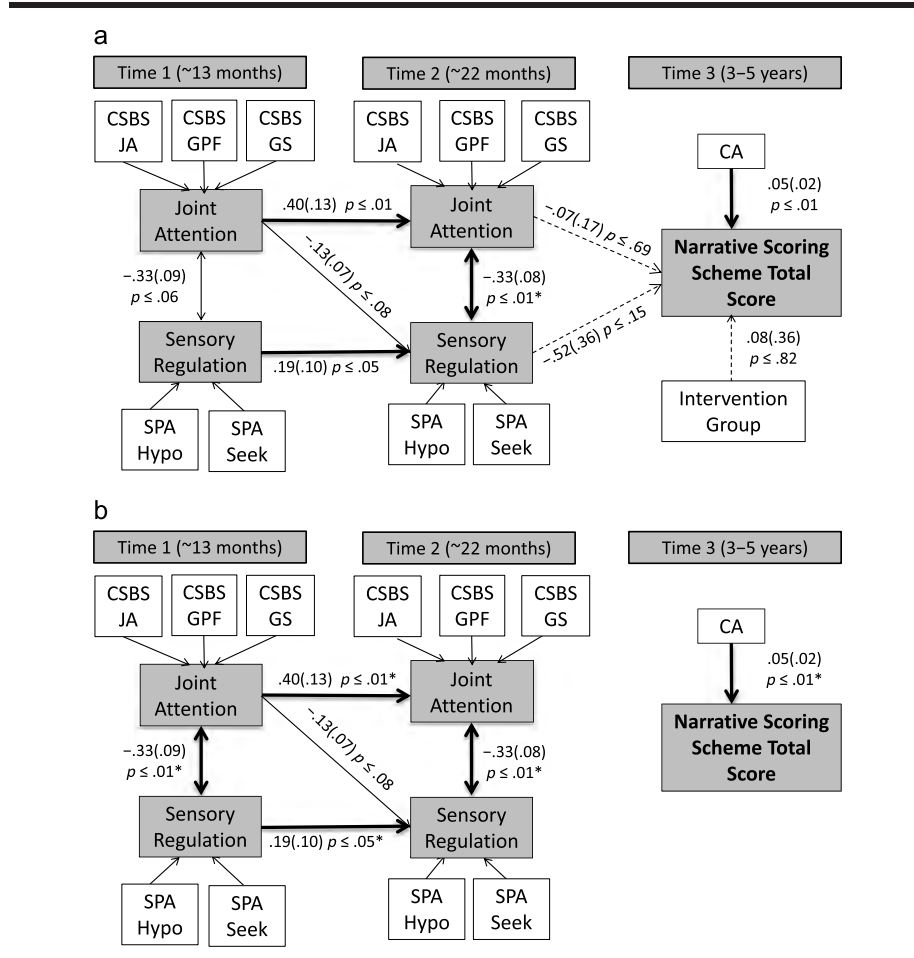 a
Time 1 (~13 months)
Time 2 (~22 months)
Time 3 (3–5 years)
CSBS
JA
CSBS
GPF
CSBS
GS
CSBS
JA
CSBS
GPF
CSBS
GS
CA
.05(.02)
p ≤ .01
Joint
Attention
.40(.13) p ≤ .01
Joint
Attention
–.07(.17) p ≤ .69
Narrative Scoring
Scheme Total
Score
–.33(.09)
p ≤ .06
–.13(.07) p ≤ .08
–.33(.08)
p ≤ .01*
–.52(.36) p ≤ .15
Sensory
Regulation
.19(.10) p ≤ .05
Sensory
Regulation
.08(.36)
p ≤ .82
Intervention
Group
SPA
Hypo
SPA
Seek
SPA
Hypo
SPA
Seek
b
Time 1 (~13 months)
Time 2 (~22 months)
Time 3 (3–5 years)
CSBS
JA
CSBS
GPF
CSBS
GS
CSBS
JA
CSBS
GPF
CSBS
GS
CA
.05(.02)
p ≤ .01*
Joint
Attention
.40(.13) p ≤ .01*
Joint
Attention
Narrative Scoring
Scheme Total
Score
–.33(.09)
p ≤ .01*
–.13(.07) p ≤ .08
–.33(.08)
p ≤ .01*
Sensory
Regulation
.19(.10) p ≤ .05*
Sensory
Regulation
SPA
Hypo
SPA
Seek
SPA
Hypo
SPA
Seek